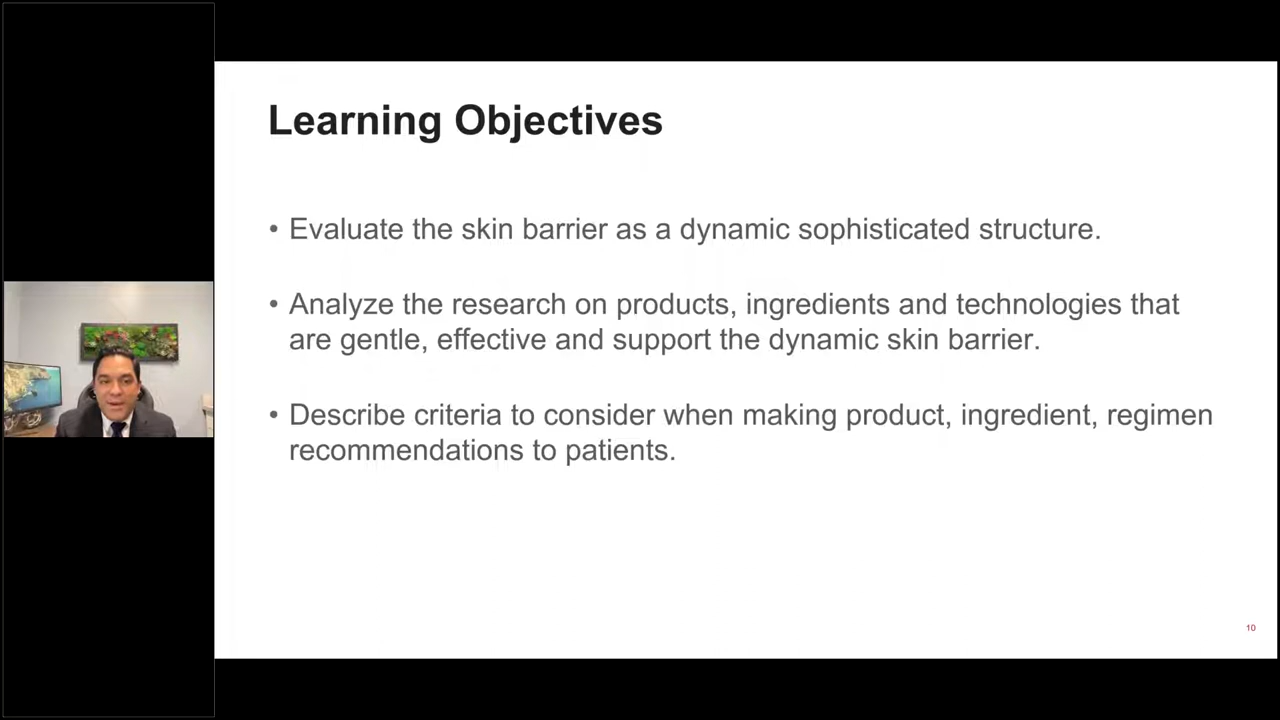 Learning Objectives
• Evaluate the skin barrier as a dynamic sophisticated structure.
• Analyze the research on products, ingredients and technologies that
are gentle, effective and support the dynamic skin barrier.
• Describe criteria to consider when making product, ingredient, regimen
recommendations to patients.
10